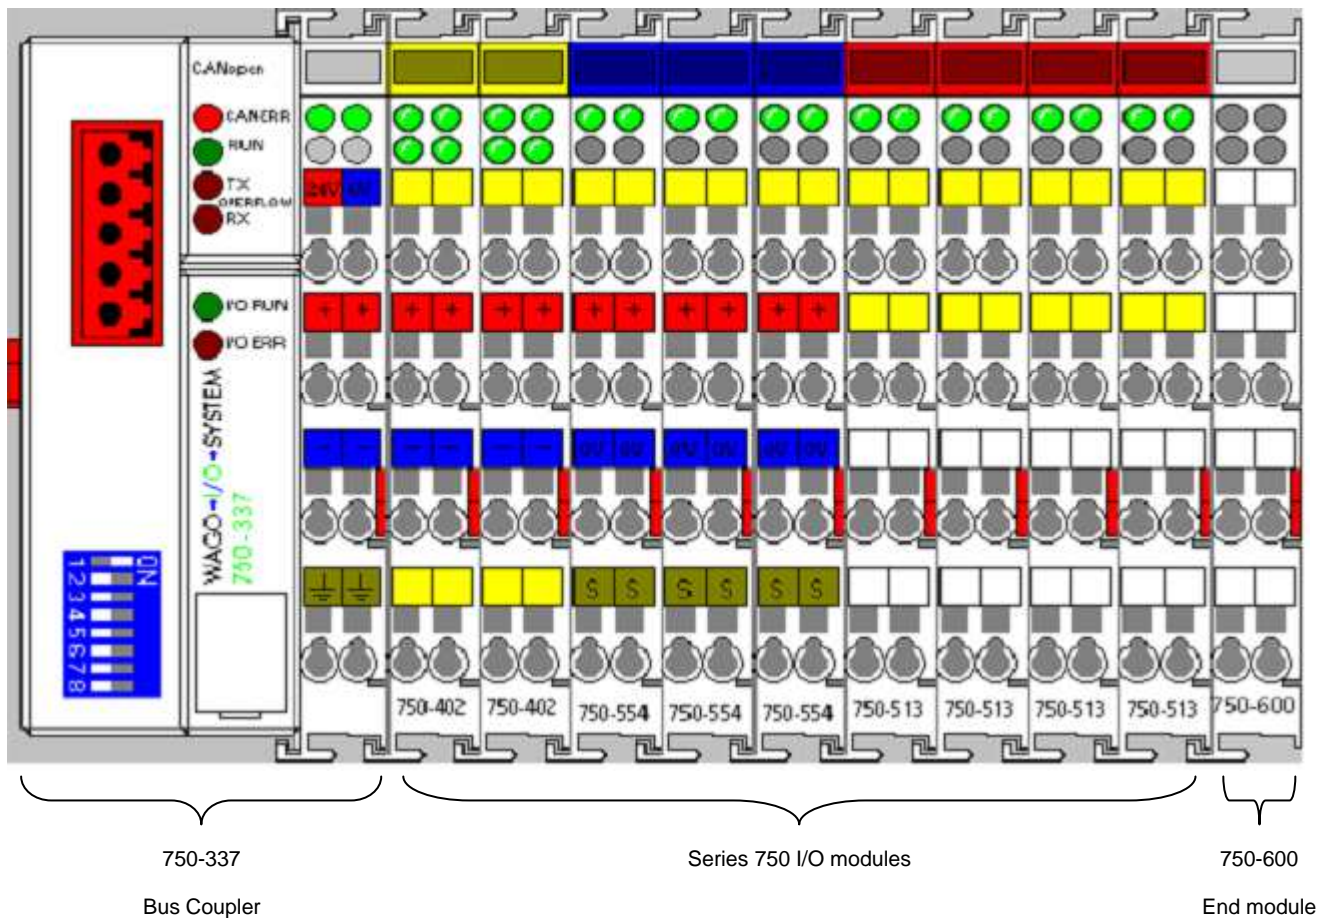 CANopen
CANERR
RUN
TX
OVERFLOW
RX
24V 0V
I/O RUN
I/O ERR
+ + + + + + + + + + + +
WAGO I/O SYSTEM
750-337
- - - - - - 0V 0V 0V 0V 0V 0V
ON
1 2 3 4 5 6 7 8
S S S S S S
750-402 750-402 750-554 750-554 750-554 750-513 750-513 750-513 750-513 750-600
750-337 Series 750 I/O modules 750-600
Bus Coupler End module